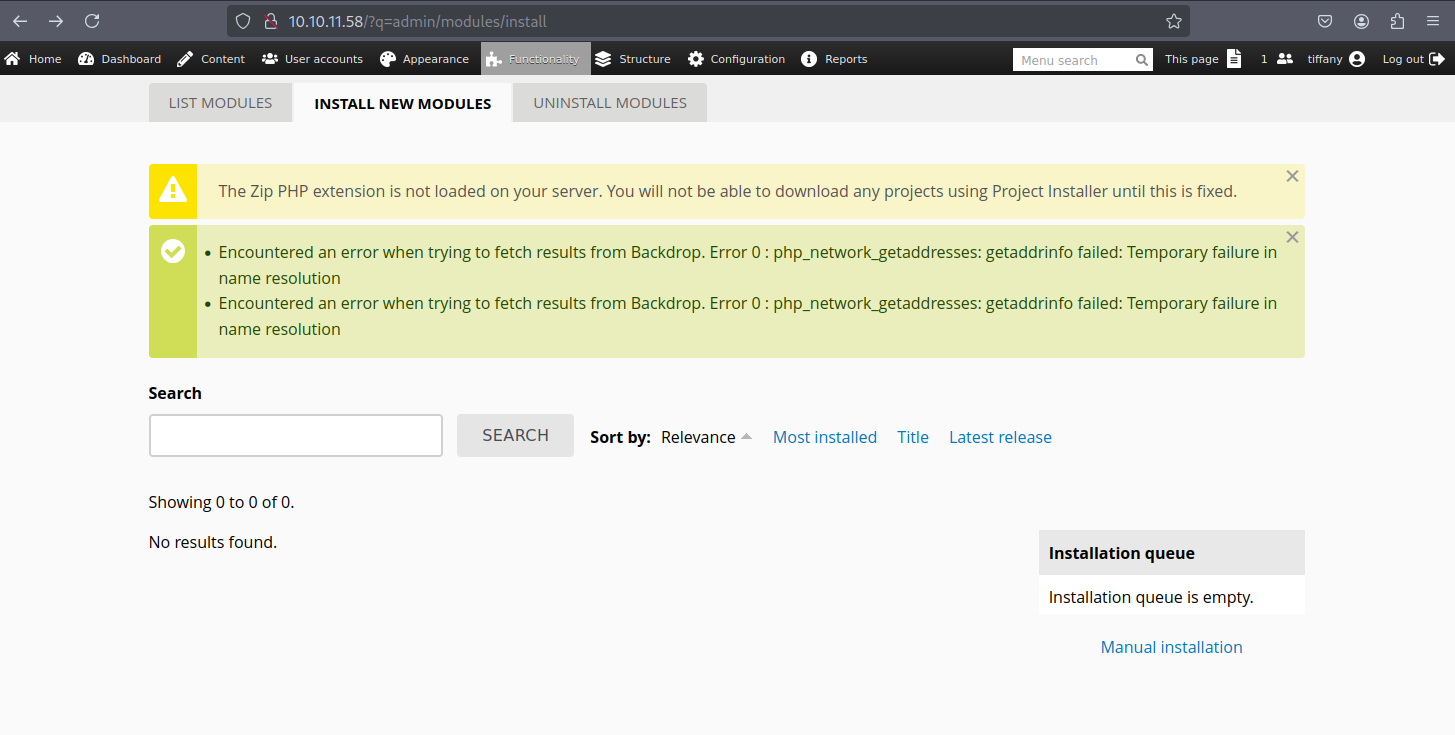 10.10.11.58/?q=admin/modules/install
Home Dashboard Content User accounts Appearance Functionality Structure Configuration Reports Menu search This page 1 tiffany Log out
LIST MODULES INSTALL NEW MODULES UNINSTALL MODULES
The Zip PHP extension is not loaded on your server. You will not be able to download any projects using Project Installer until this is fixed.
• Encountered an error when trying to fetch results from Backdrop. Error 0 : php_network_getaddresses: getaddrinfo failed: Temporary failure in
name resolution
• Encountered an error when trying to fetch results from Backdrop. Error 0 : php_network_getaddresses: getaddrinfo failed: Temporary failure in
name resolution
Search
SEARCH Sort by: Relevance Most installed Title Latest release
Showing 0 to 0 of 0.
No results found.
Installation queue
Installation queue is empty.
Manual installation